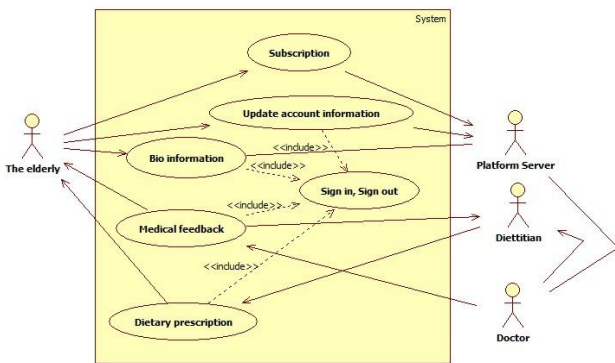 System
Subscription
Update account information
<<include>>
Bio information
<<include>>
The elderly
Platform Server
Sign in, Sign out
<<include>>
Medical feedback
Diettitian
<<include>>
Dietary prescription
Doctor